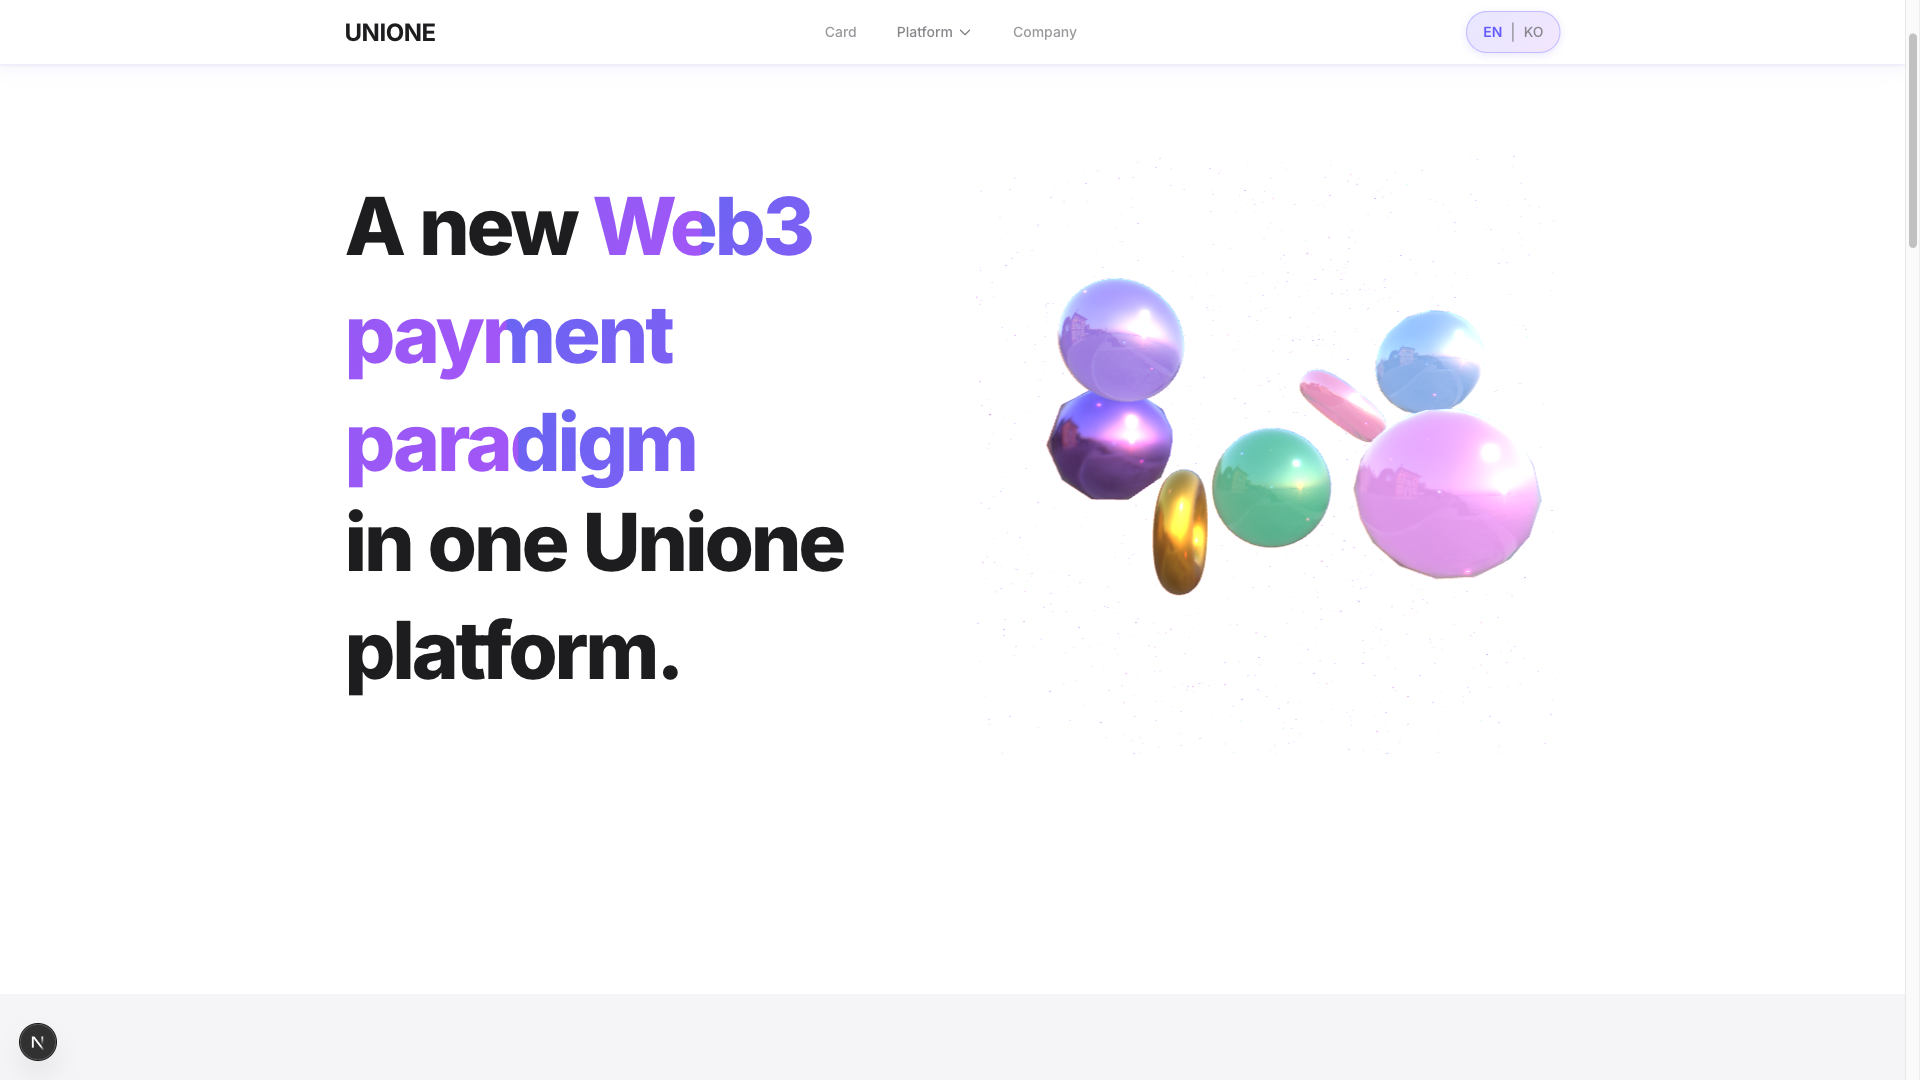 UNIONE
Card
Platform
Company
EN | KO
A new Web3
payment
paradigm
in one Unione
platform.
N